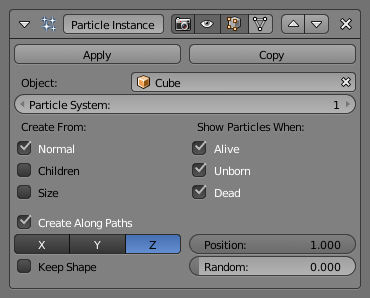 Particle Instance
Apply Copy
Object: Cube
Particle System: 1
Create From: Show Particles When:
Normal Alive
Children Unborn
Size Dead
Create Along Paths
X Y Z Position: 1.000
Keep Shape Random: 0.000